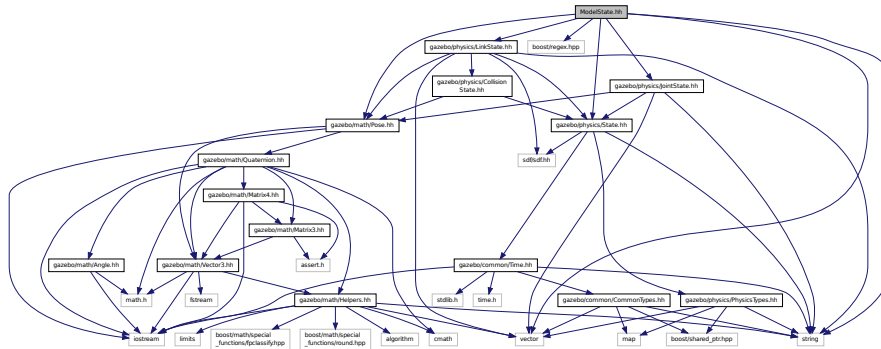 ModelState.hh
gazebo/physics/LinkState.hh
boost/regex.hpp
gazebo/physics/Collision
State.hh
gazebo/physics/JointState.hh
gazebo/math/Pose.hh
gazebo/physics/State.hh
gazebo/math/Quaternion.hh
sdf/sdf.hh
gazebo/math/Matrix4.hh
gazebo/math/Matrix3.hh
gazebo/math/Angle.hh
gazebo/math/Vector3.hh
assert.h
gazebo/common/Time.hh
math.h
fstream
gazebo/math/Helpers.hh
stdlib.h
time.h
gazebo/common/CommonTypes.hh
gazebo/physics/PhysicsTypes.hh
iostream
limits
boost/math/special
_functions/fpclassify.hpp
boost/math/special
_functions/round.hpp
algorithm
cmath
vector
map
boost/shared_ptr.hpp
string